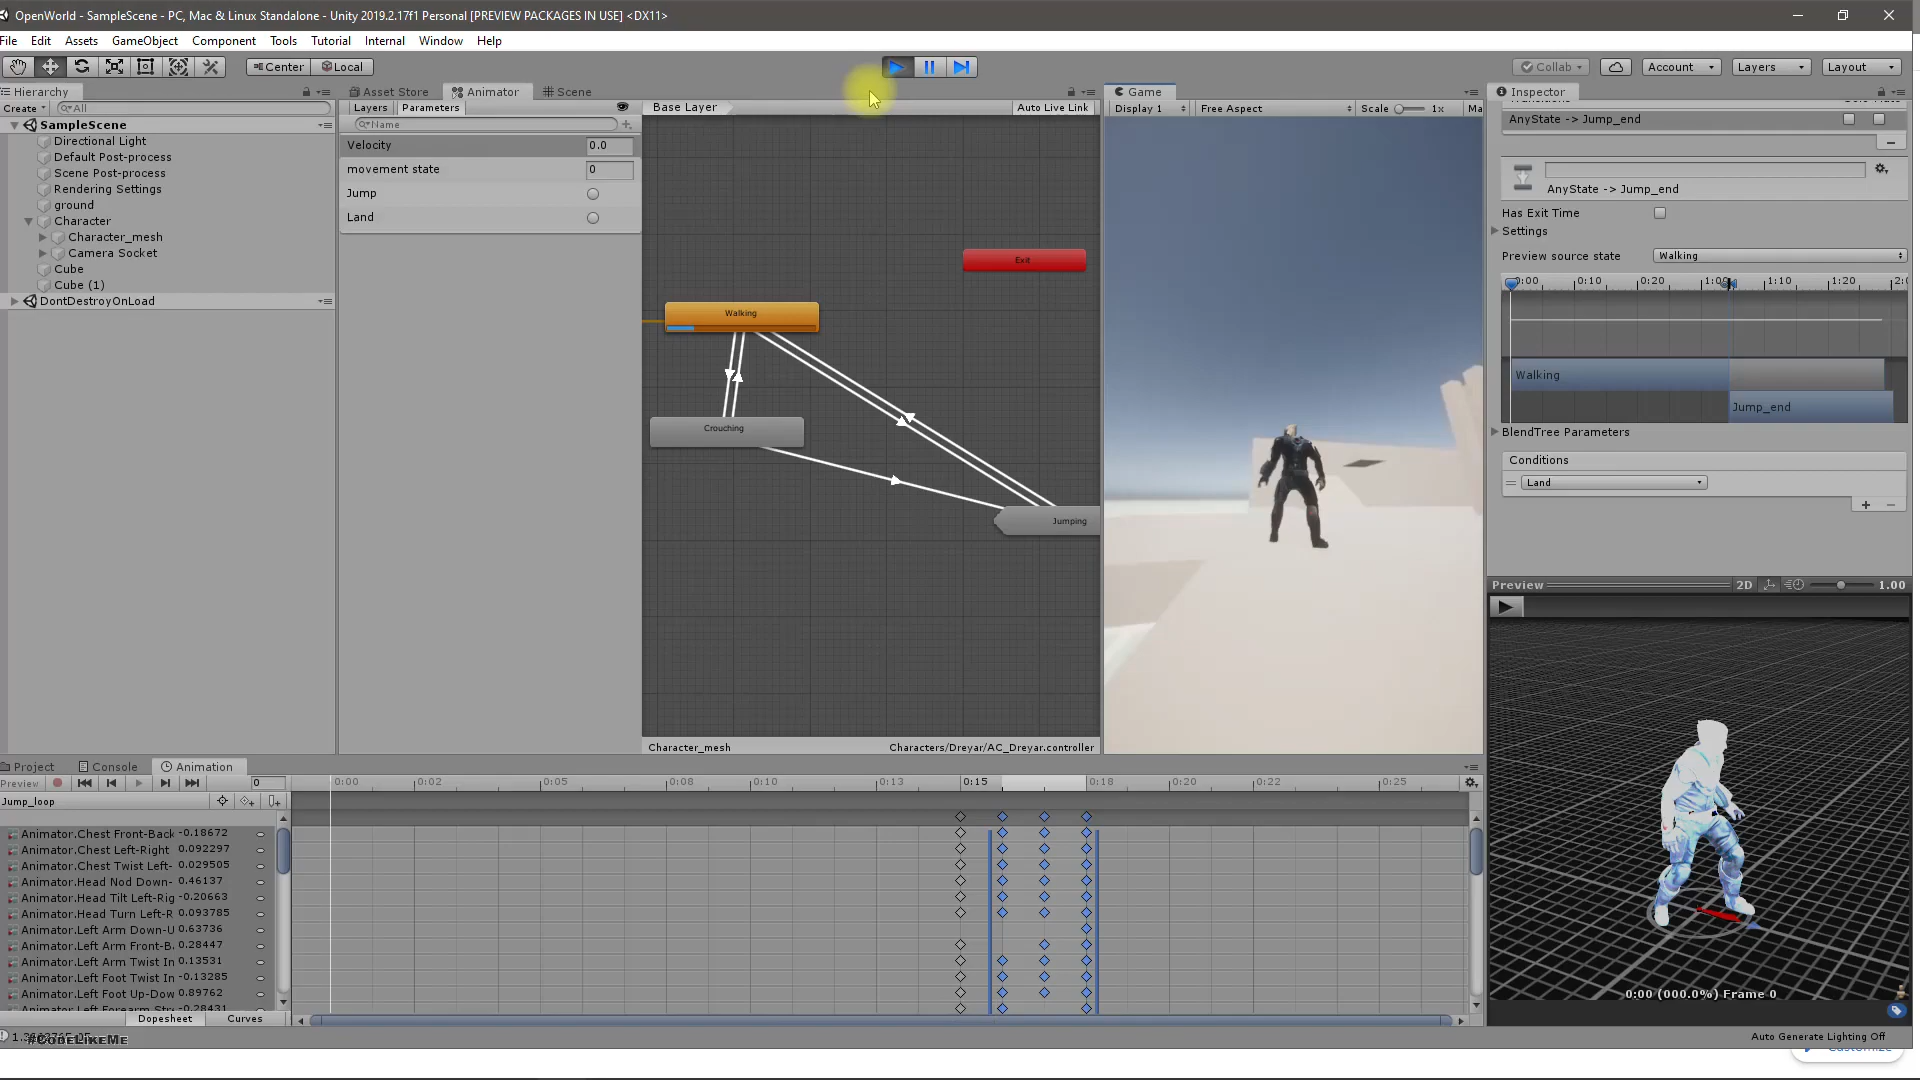 OpenWorld - SampleScene - PC, Mac & Linux Standalone - Unity 2019.2.17f1 Personal [PREVIEW PACKAGES IN USE] <DX11>
File Edit Assets GameObject Component Tools Tutorial Internal Window Help
Center Local Collab Account Layers Layout
Hierarchy
Create All
SampleScene
Directional Light
Default Post-process
Scene Post-process
Rendering Settings
ground
Character
Character_mesh
Camera Socket
Cube
Cube (1)
DontDestroyOnLoad
Asset Store Animator Scene
Layers Parameters
Name
Velocity 0.0
movement state 0
Jump
Land
Base Layer Auto Live Link
Exit
Walking
Crouching
Jumping
Character_mesh Characters/Dreyar/AC_Dreyar.controller
Game
Display 1 Free Aspect Scale 1x Ma
Inspector
AnyState -> Jump_end
AnyState -> Jump_end
Has Exit Time
Settings
Preview source state Walking
0:00 0:10 0:20 1:00 1:10 1:20 2:0
Walking
Jump_end
BlendTree Parameters
Conditions
Land
Preview 2D 1.00
0:00 (000.0%) Frame 0
Project Console Animation
Preview 0 0:00 0:02 0:05 0:08 0:10 0:13 0:15 0:18 0:20 0:22 0:25
Jump_loop
Animator.Chest Front-Back -0.18672
Animator.Chest Left-Right 0.092297
Animator.Chest Twist Left- 0.029505
Animator.Head Nod Down- 0.46137
Animator.Head Tilt Left-Rig -0.20663
Animator.Head Turn Left-R 0.093785
Animator.Left Arm Down-U 0.63736
Animator.Left Arm Front-B. 0.28447
Animator.Left Arm Twist In 0.13531
Animator.Left Foot Twist In -0.13285
Animator.Left Foot Up-Dow 0.89762
Animator.Left Forearm Str -0.28431
Dopesheet Curves
#CodeLikeMe
Auto Generate Lighting Off
Customize